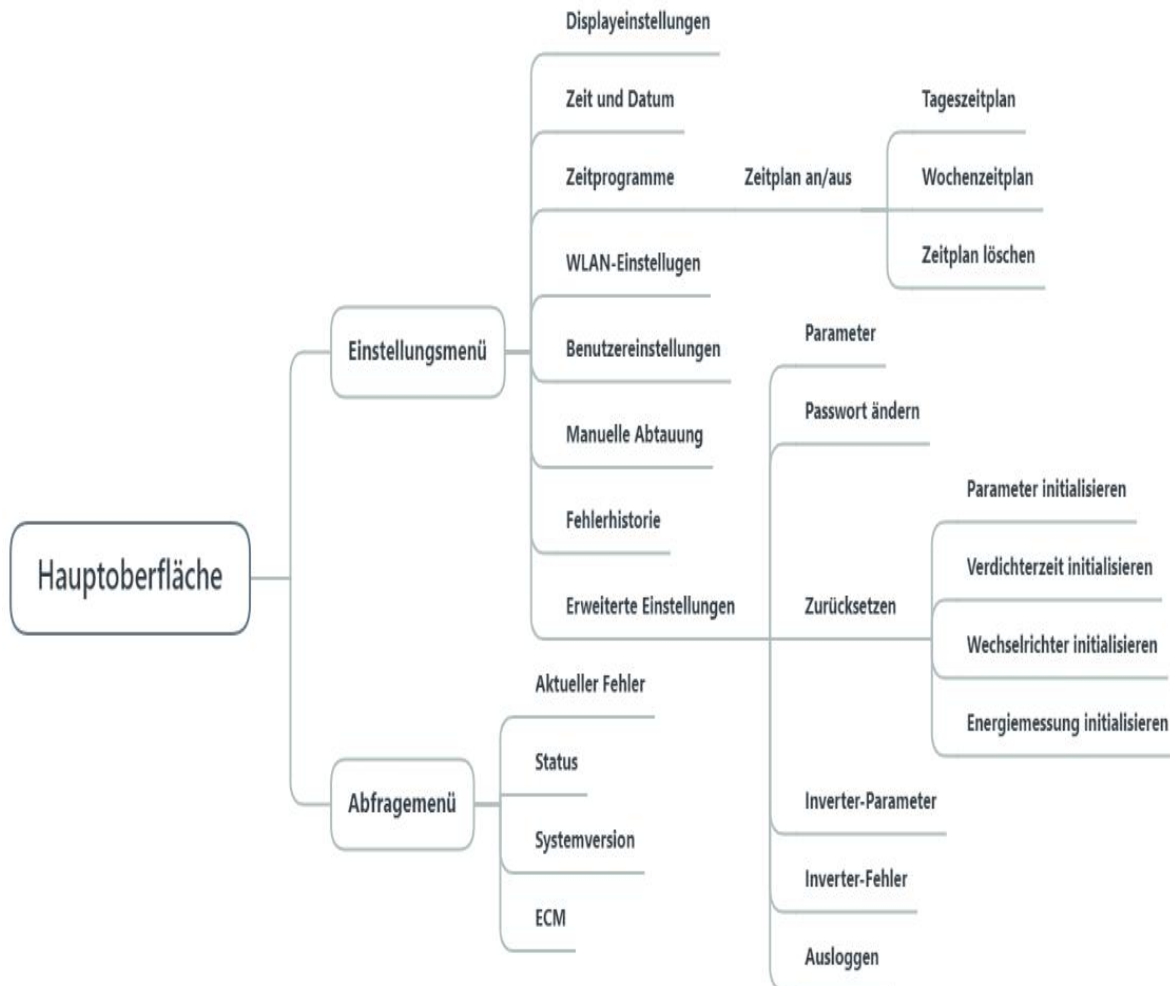 Hauptoberfläche
Einstellungsmenü
Displayeinstellungen
Zeit und Datum
Zeitprogramme
Zeitplan an/aus
Tageszeitplan
Wochenzeitplan
Zeitplan löschen
WLAN-Einstellugen
Benutzereinstellungen
Manuelle Abtauung
Fehlerhistorie
Erweiterte Einstellungen
Parameter
Passwort ändern
Zurücksetzen
Parameter initialisieren
Verdichterzeit initialisieren
Wechselrichter initialisieren
Energiemessung initialisieren
Inverter-Parameter
Inverter-Fehler
Ausloggen
Abfragemenü
Aktueller Fehler
Status
Systemversion
ECM